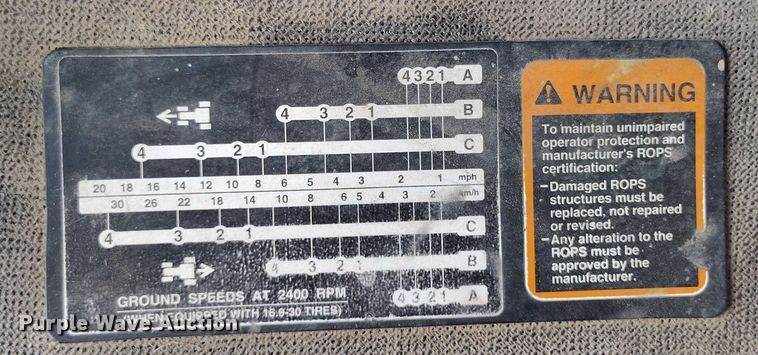 4 3 2 1 A
4 3 2 1 B
4 3 2 1 C
20 18 16 14 12 10 8 6 5 4 3 2 1 mph
30 26 22 18 14 10 8 6 5 4 3 2 km/h
4 3 2 1 C
4 3 2 1 B
4 3 2 1 A
GROUND SPEEDS AT 2400 RPM
(WHEN EQUIPPED WITH 16.9-30 TIRES)
WARNING
To maintain unimpaired
operator protection and
manufacturer's ROPS
certification:
-Damaged ROPS
structures must be
replaced, not repaired
or revised.
-Any alteration to the
ROPS must be
approved by the
manufacturer.
Purple Wave Auction